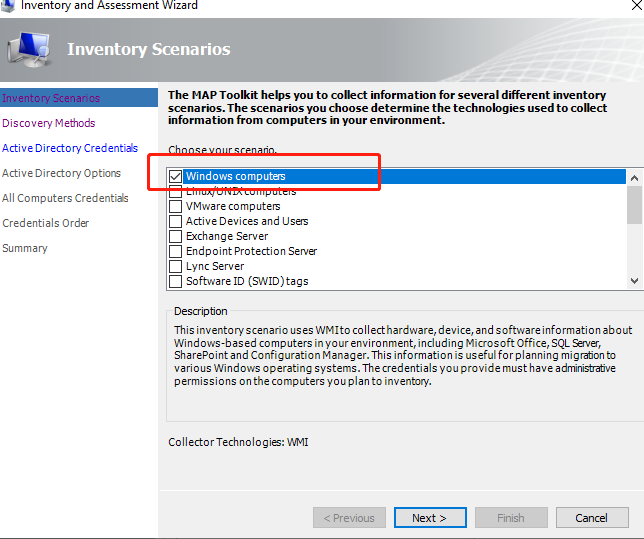 Inventory and Assessment Wizard
Inventory Scenarios
Inventory Scenarios
Discovery Methods
Active Directory Credentials
Active Directory Options
All Computers Credentials
Credentials Order
Summary
The MAP Toolkit helps you to collect information for several different inventory
scenarios. The scenarios you choose determine the technologies used to collect
information from computers in your environment.
Choose your scenario.
Windows computers
Linux/UNIX computers
VMware computers
Active Devices and Users
Exchange Server
Endpoint Protection Server
Lync Server
Software ID (SWID) tags
Description
This inventory scenario uses WMI to collect hardware, device, and software information about
Windows-based computers in your environment, including Microsoft Office, SQL Server,
SharePoint and Configuration Manager. This information is useful for planning migration to
various Windows operating systems. The credentials you provide must have administrative
permissions on the computers you plan to inventory.
Collector Technologies: WMI
< Previous
Next >
Finish
Cancel